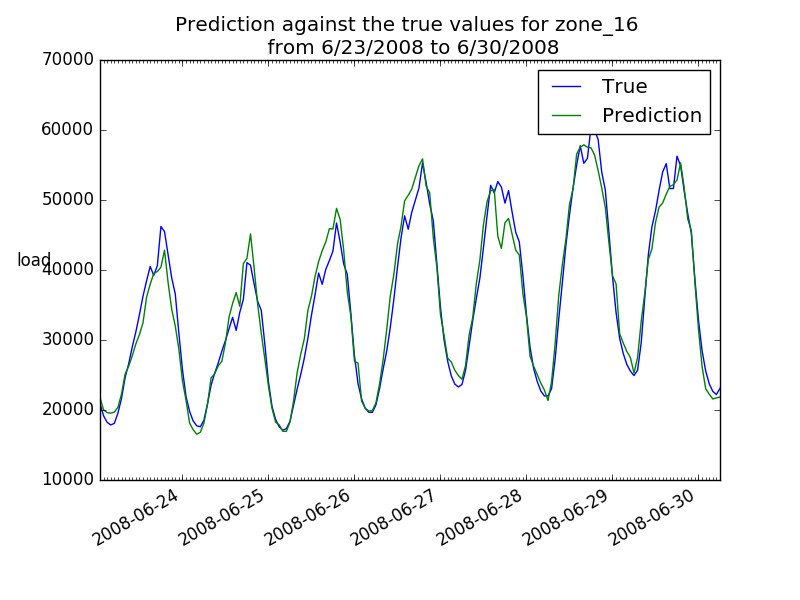 Prediction against the true values for zone_16
from 6/23/2008 to 6/30/2008
70000
60000
50000
40000
30000
20000
10000
load
True
Prediction
2008-06-24
2008-06-25
2008-06-26
2008-06-27
2008-06-28
2008-06-29
2008-06-30